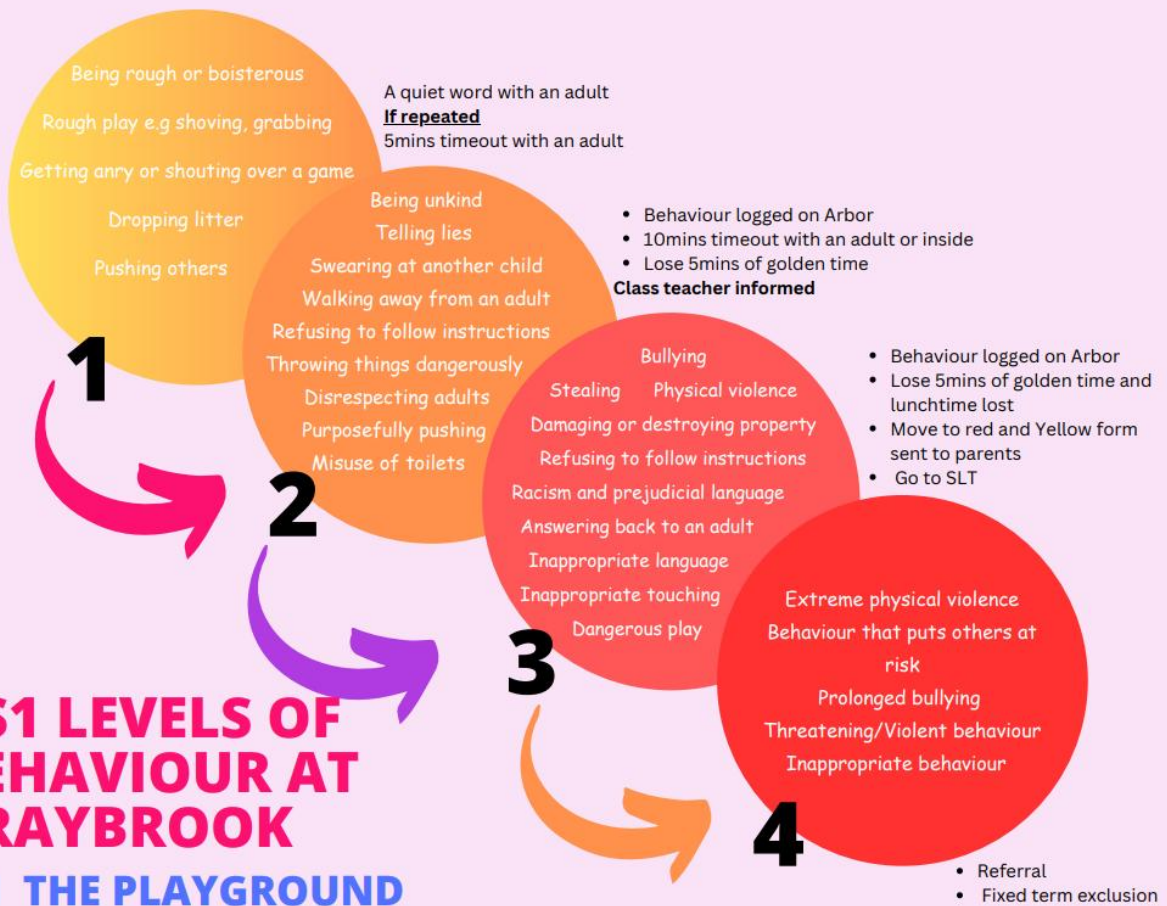 Being rough or boisterous
Rough play e.g shoving, grabbing
Getting anry or shouting over a game
Dropping litter
Pushing others
1
A quiet word with an adult
If repeated
5mins timeout with an adult
Being unkind
Telling lies
Swearing at another child
Walking away from an adult
Refusing to follow instructions
Throwing things dangerously
Disrespecting adults
Purposefully pushing
Misuse of toilets
2
• Behaviour logged on Arbor
• 10mins timeout with an adult or inside
• Lose 5mins of golden time
Class teacher informed
Bullying
Stealing Physical violence
Damaging or destroying property
Refusing to follow instructions
Racism and prejudicial language
Answering back to an adult
Inappropriate language
Inappropriate touching
Dangerous play
3
• Behaviour logged on Arbor
• Lose 5mins of golden time and
lunchtime lost
• Move to red and Yellow form
sent to parents
• Go to SLT
Extreme physical violence
Behaviour that puts others at
risk
Prolonged bullying
Threatening/Violent behaviour
Inappropriate behaviour
4
• Referral
• Fixed term exclusion
S1 LEVELS OF
EHAVIOUR AT
RAYBROOK
THE PLAYGROUND